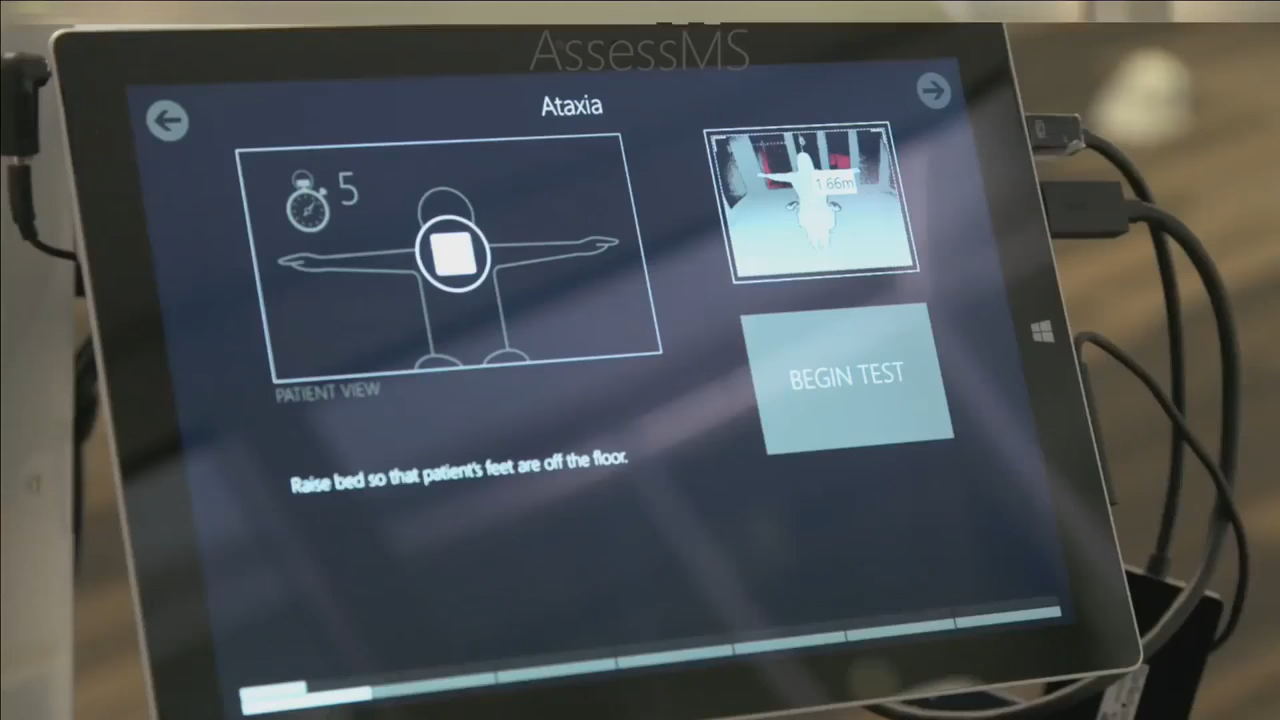 AssessMS
Ataxia
5
1.66m
PATIENT VIEW
BEGIN TEST
Raise bed so that patient's feet are off the floor.